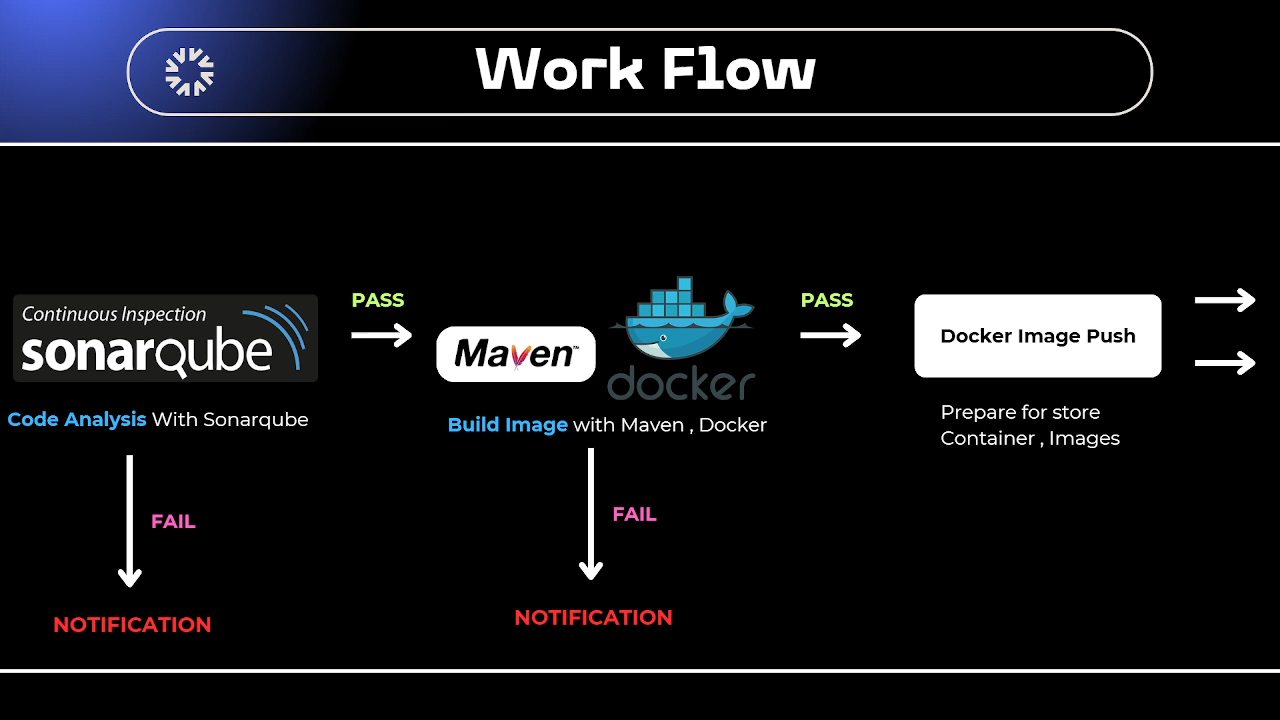 Work Flow
Continuous Inspection
sonarqube
Code Analysis With Sonarqube
FAIL
NOTIFICATION
PASS
Maven™
docker
Build Image with Maven , Docker
FAIL
NOTIFICATION
PASS
Docker Image Push
Prepare for store
Container , Images